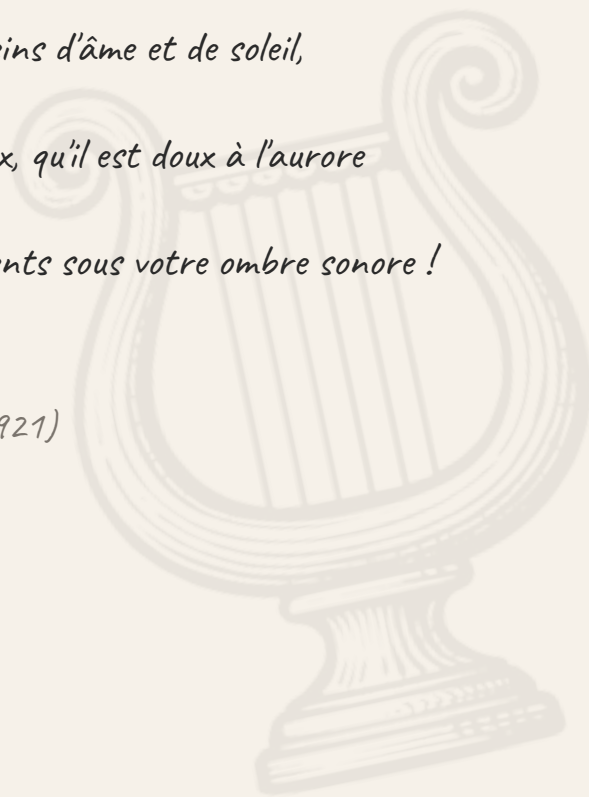 ins d'âme et de soleil,
x, qu'il est doux à l'aurore
nts sous votre ombre sonore !
921)